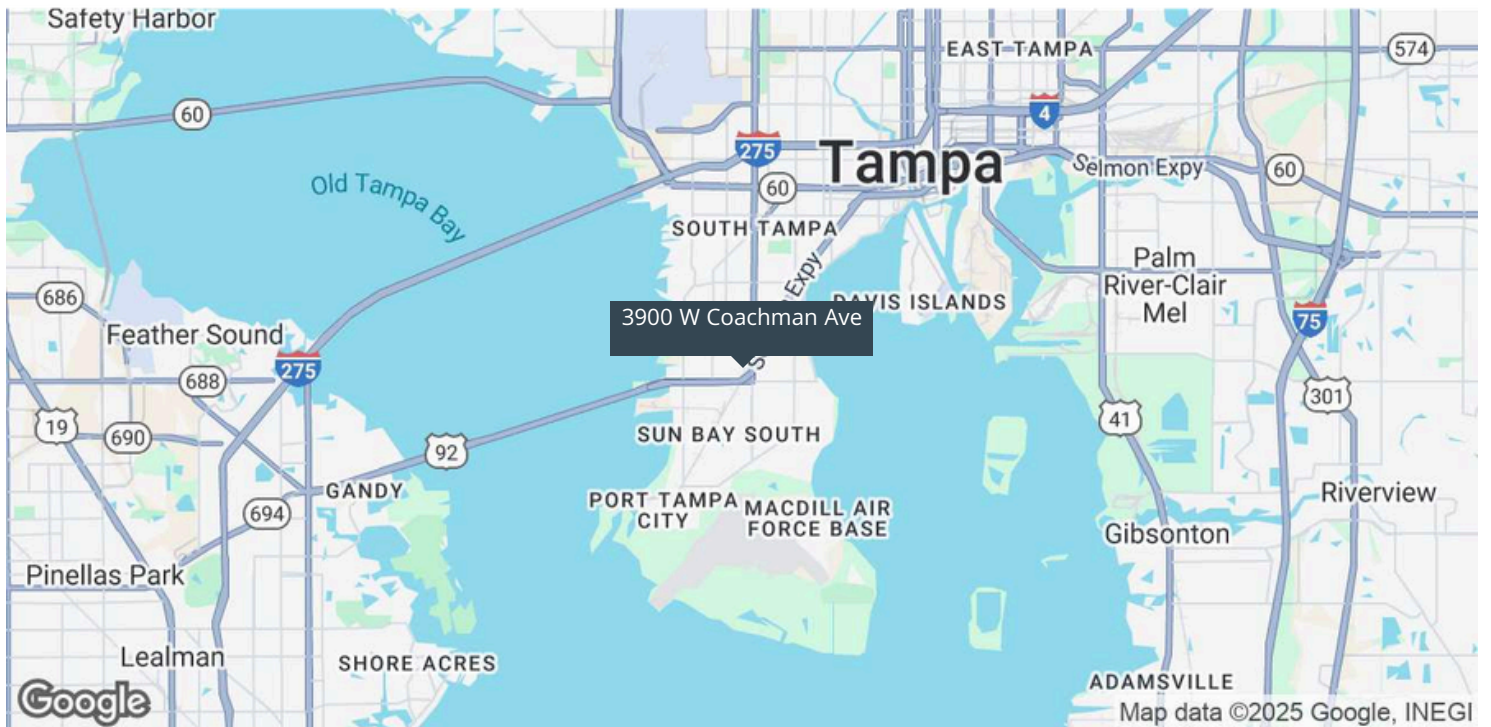 Safety Harbor
EAST TAMPA
574
60
4
275
Tampa
Selmon Expy
60
60
Old Tampa Bay
SOUTH TAMPA
Expy
Palm
River-Clair
Mel
686
DAVIS ISLANDS
3900 W Coachman Ave
75
Feather Sound
275
688
301
19
690
41
SUN BAY SOUTH
92
GANDY
694
PORT TAMPA
CITY
MACDILL AIR
FORCE BASE
Riverview
Gibsonton
Pinellas Park
Lealman
SHORE ACRES
ADAMSVILLE
Google
Map data ©2025 Google, INEGI